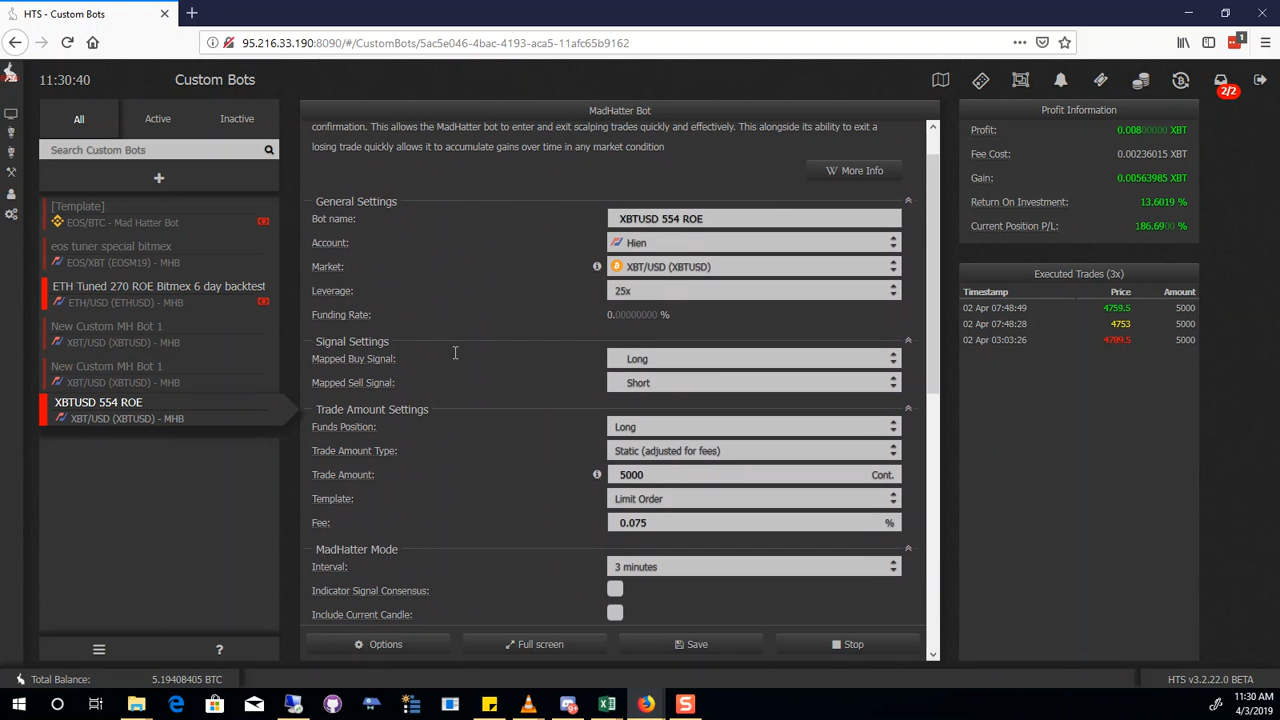 HTS - Custom Bots
95.216.33.190:8090/#/CustomBots/5ac5e046-4bac-4193-aca5-11afc65b9162
1
11:30:40
Custom Bots
2/2
All
Active
Inactive
Search Custom Bots
[Template]
EOS/BTC - Mad Hatter Bot
eos tuner special bitmex
EOS/XBT (EOSM19) - MHB
ETH Tuned 270 ROE Bitmex 6 day backtest
ETH/USD (ETHUSD) - MHB
New Custom MH Bot 1
XBT/USD (XBTUSD) - MHB
New Custom MH Bot 1
XBT/USD (XBTUSD) - MHB
XBTUSD 554 ROE
XBT/USD (XBTUSD) - MHB
?
MadHatter Bot
confirmation. This allows the MadHatter bot to enter and exit scalping trades quickly and effectively. This alongside its ability to exit a
losing trade quickly allows it to accumulate gains over time in any market condition
W More Info
General Settings
Bot name: XBTUSD 554 ROE
Account: Hien
Market: XBT/USD (XBTUSD)
Leverage: 25x
Funding Rate: 0.00000000 %
Signal Settings
Mapped Buy Signal: Long
Mapped Sell Signal: Short
Trade Amount Settings
Funds Position: Long
Trade Amount Type: Static (adjusted for fees)
Trade Amount: 5000 Cont.
Template: Limit Order
Fee: 0.075 %
MadHatter Mode
Interval: 3 minutes
Indicator Signal Consensus:
Include Current Candle:
Options
Full screen
Save
Stop
Profit Information
Profit: 0.00800000 XBT
Fee Cost: 0.00236015 XBT
Gain: 0.00563985 XBT
Return On Investment: 13.6019 %
Current Position P/L: 186.6900 %
Executed Trades (3x)
Timestamp Price Amount
02 Apr 07:48:49 4759.5 5000
02 Apr 07:48:28 4753 5000
02 Apr 03:03:26 4789.5 5000
Total Balance: 5.19408405 BTC
HTS v3.2.22.0 BETA
11:30 AM
4/3/2019